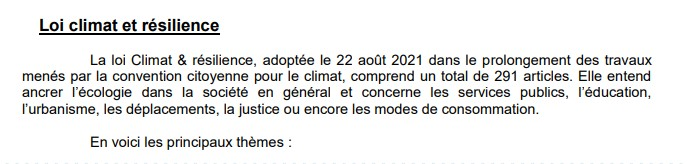 Loi climat et résilience
La loi Climat & résilience, adoptée le 22 août 2021 dans le prolongement des travaux
menés par la convention citoyenne pour le climat, comprend un total de 291 articles. Elle entend
ancrer l’écologie dans la société en général et concerne les services publics, l’éducation,
l’urbanisme, les déplacements, la justice ou encore les modes de consommation.
En voici les principaux thèmes :